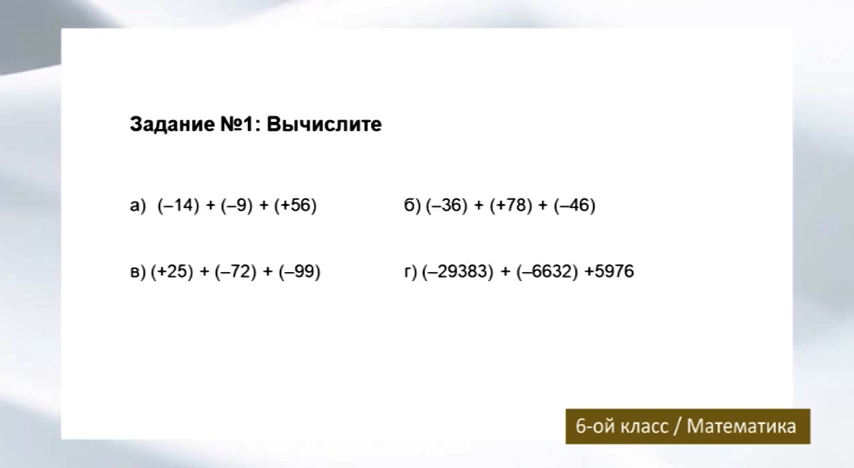 Задание №1: Вычислите
а) (–14) + (–9) + (+56) б) (–36) + (+78) + (–46)
в) (+25) + (–72) + (–99) г) (–29383) + (–6632) +5976
6-ой класс / Математика